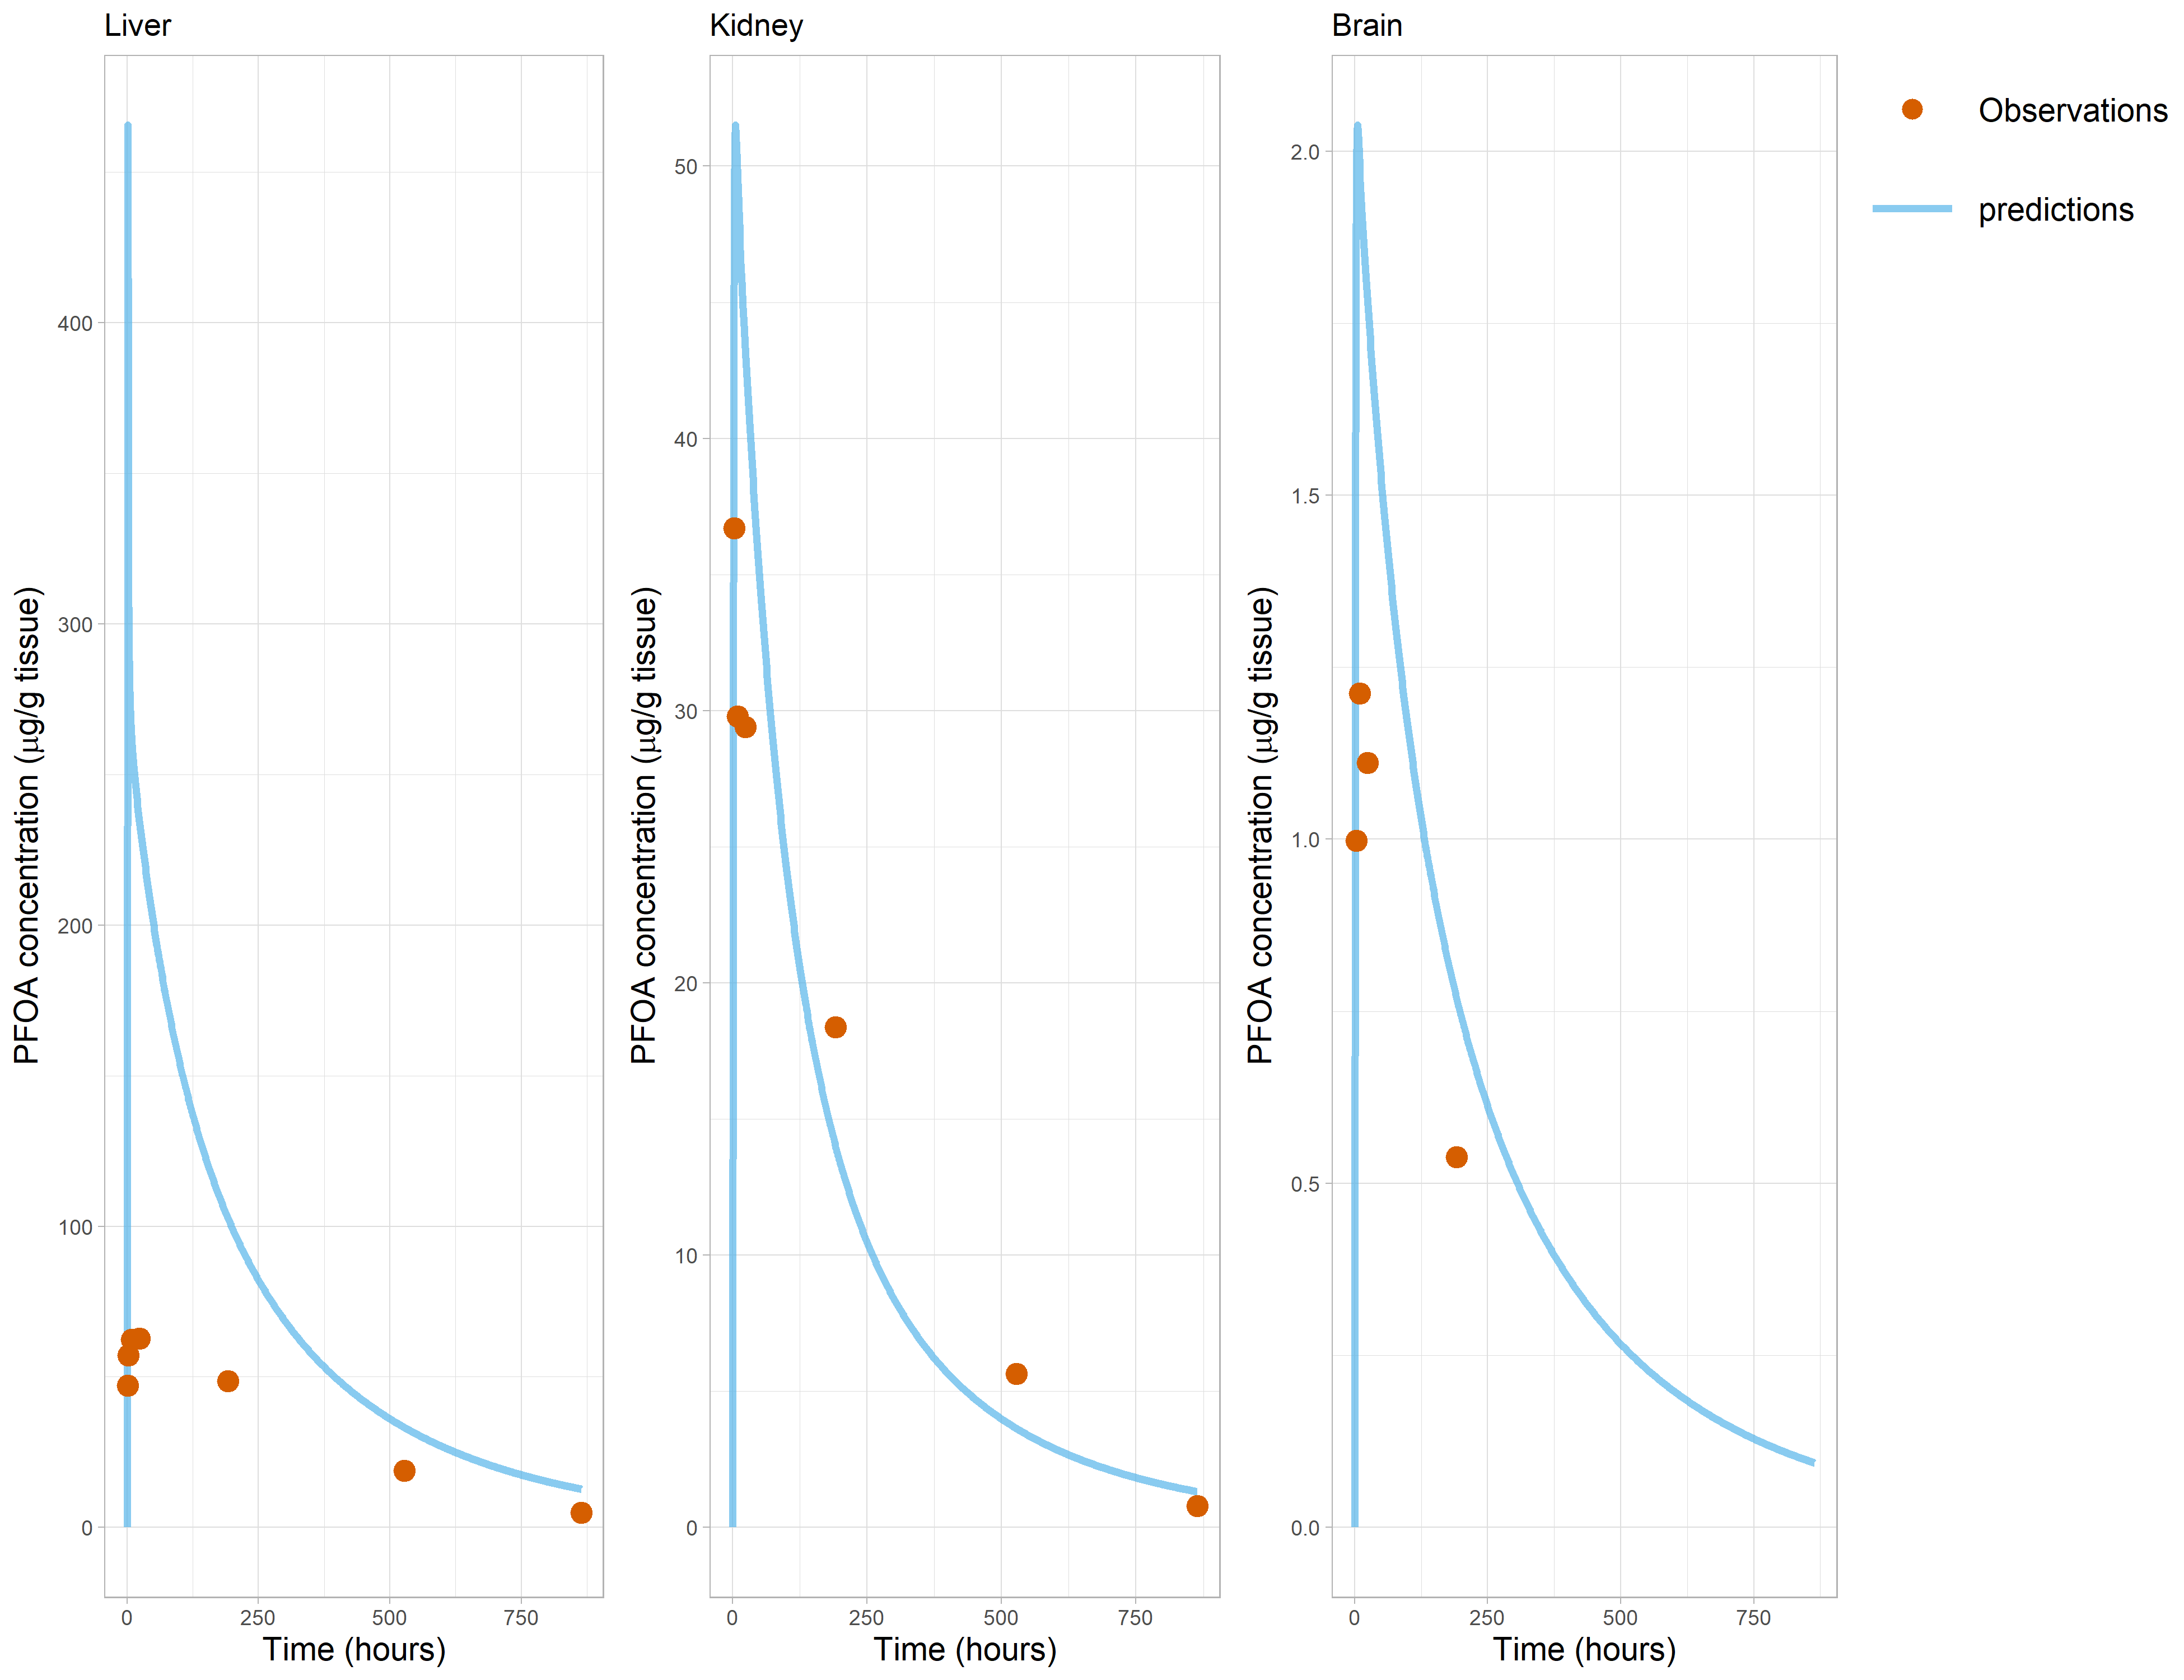 Liver
Kidney
Brain
Observations
predictions
PFOA concentration (μg/g tissue)
400
300
200
100
0
0 250 500 750
Time (hours)
PFOA concentration (μg/g tissue)
50
40
30
20
10
0
0 250 500 750
Time (hours)
PFOA concentration (μg/g tissue)
2.0
1.5
1.0
0.5
0.0
0 250 500 750
Time (hours)